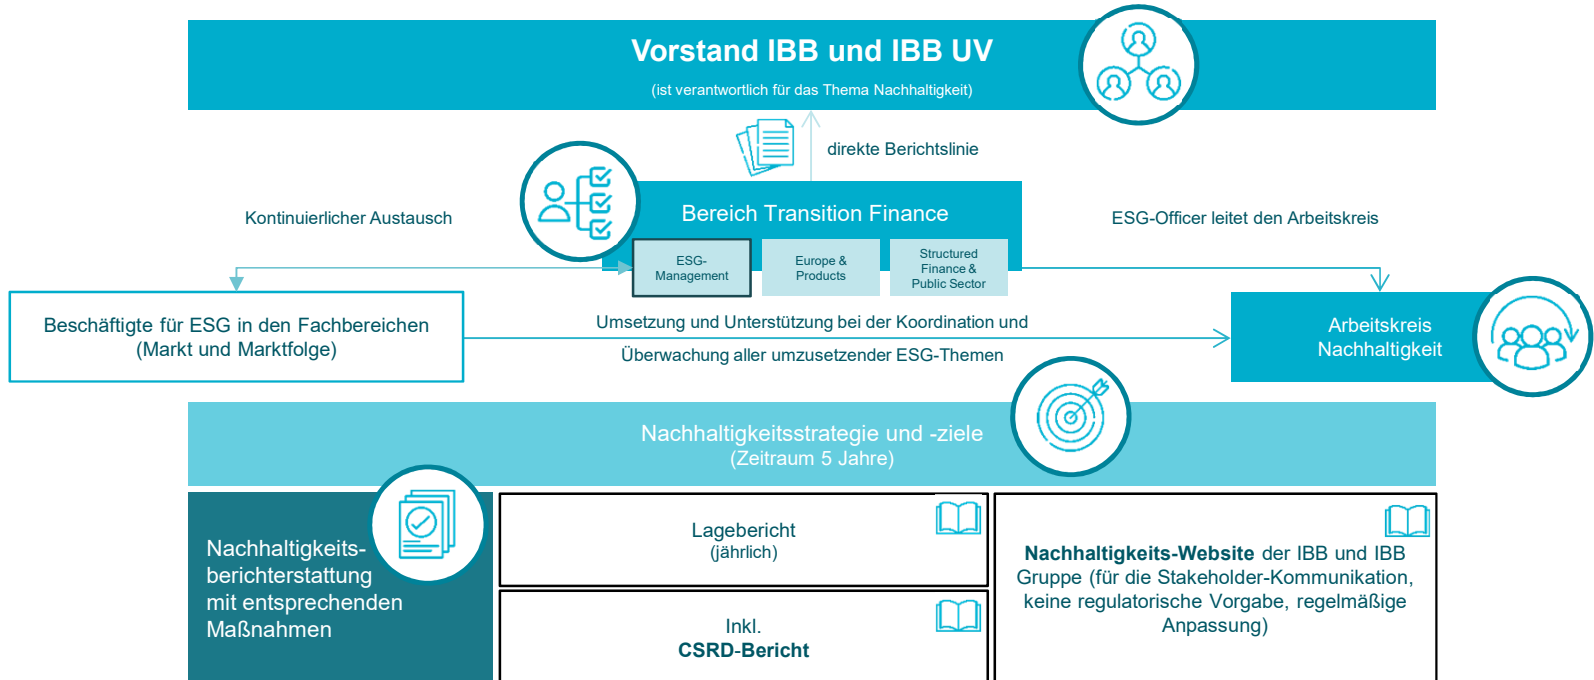 Vorstand IBB und IBB UV
(ist verantwortlich für das Thema Nachhaltigkeit)
direkte Berichtslinie
Kontinuierlicher Austausch
Bereich Transition Finance
ESG-Officer leitet den Arbeitskreis
ESG-
Management
Europe &
Products
Structured
Finance &
Public Sector
Beschäftigte für ESG in den Fachbereichen
(Markt und Marktfolge)
Umsetzung und Unterstützung bei der Koordination und
Überwachung aller umzusetzender ESG-Themen
Arbeitskreis
Nachhaltigkeit
Nachhaltigkeitsstrategie und -ziele
(Zeitraum 5 Jahre)
Nachhaltigkeits-
berichterstattung
mit entsprechenden
Maßnahmen
Lagebericht
(jährlich)
Inkl.
CSRD-Bericht
Nachhaltigkeits-Website der IBB und IBB
Gruppe (für die Stakeholder-Kommunikation,
keine regulatorische Vorgabe, regelmäßige
Anpassung)